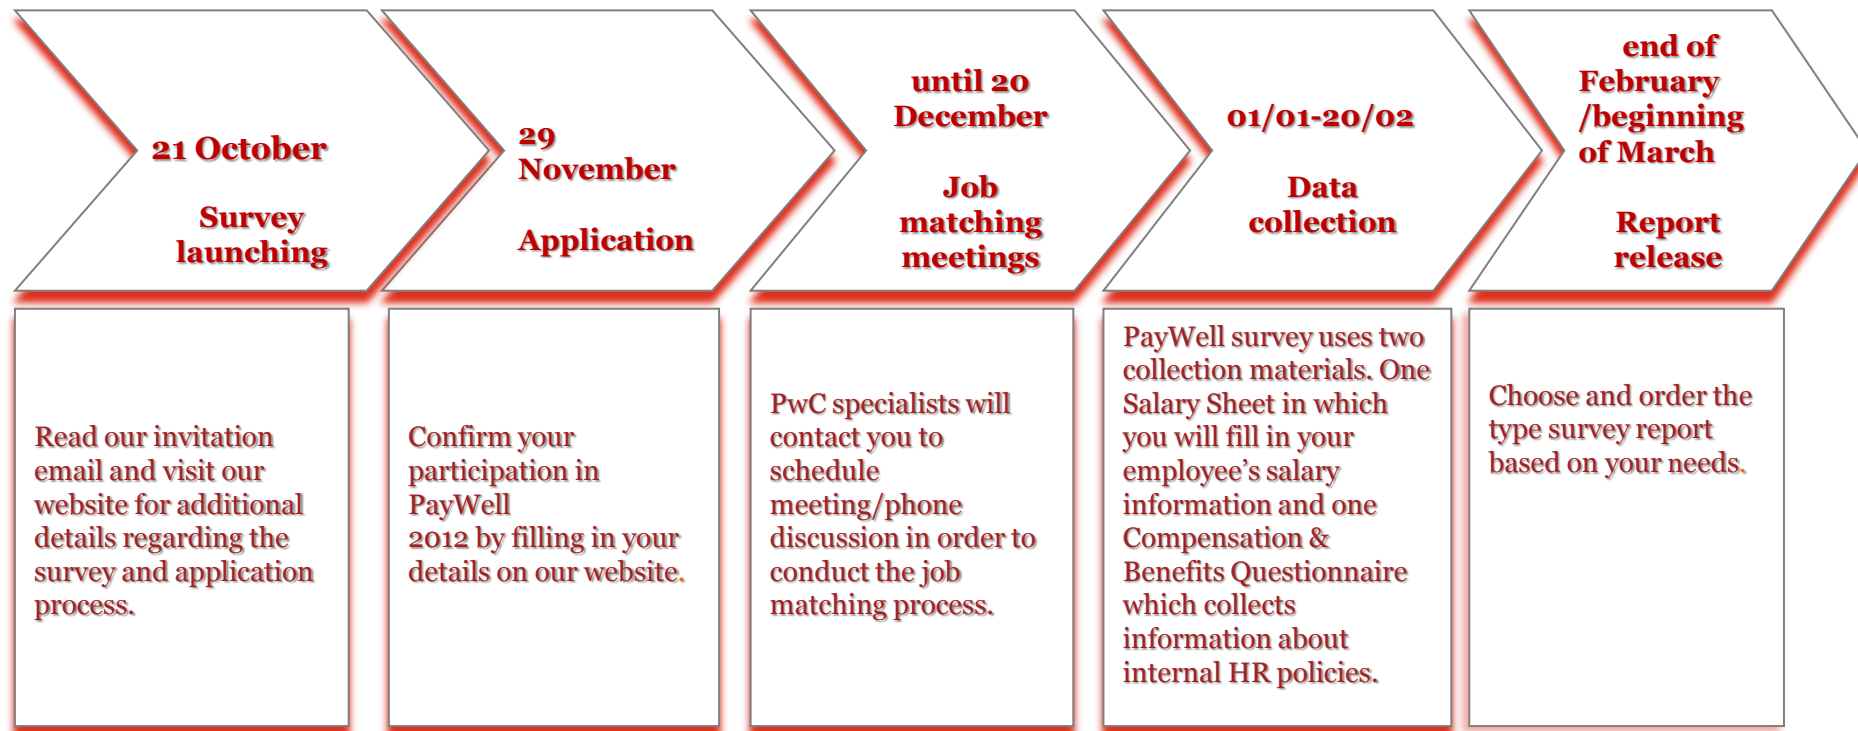 21 October
Survey
launching
29
November
Application
until 20
December
Job
matching
meetings
01/01-20/02
Data
collection
end of
February
/beginning
of March
Report
release
Read our invitation
email and visit our
website for additional
details regarding the
survey and application
process.
Confirm your
participation in
PayWell
2012 by filling in your
details on our website.
PwC specialists will
contact you to
schedule
meeting/phone
discussion in order to
conduct the job
matching process.
PayWell survey uses two
collection materials. One
Salary Sheet in which
you will fill in your
employee's salary
information and one
Compensation &
Benefits Questionnaire
which collects
information about
internal HR policies.
Choose and order the
type survey report
based on your needs.